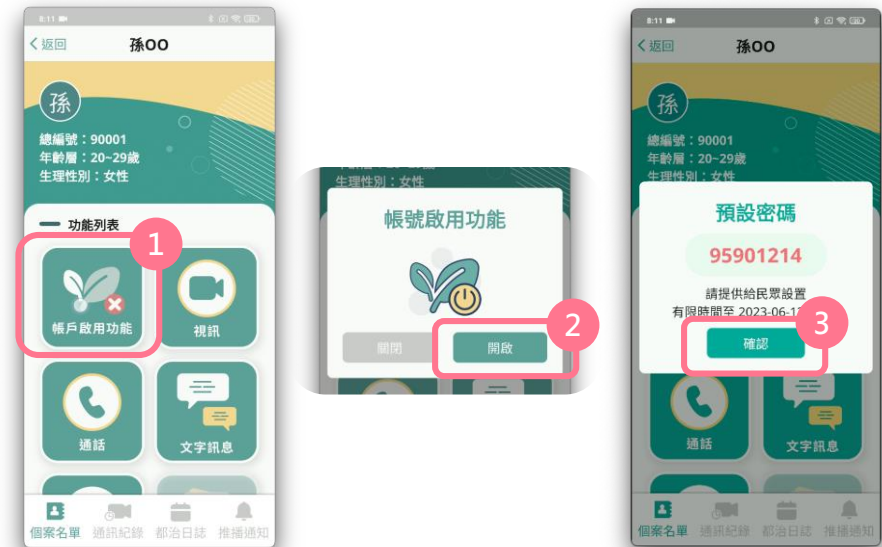 8:11
返回
孫OO
孫
總編號：90001
年齡層：20~29歲
生理性別：女性
功能列表
1
帳戶啟用功能
視訊
通話
文字訊息
個案名單
通訊紀錄
都治日誌
推播通知
生理性別：女性
帳號啟用功能
2
關閉
開啟
8:11
返回
孫OO
孫
總編號：90001
年齡層：20~29歲
生理性別：女性
預設密碼
95901214
請提供給民眾設置
有限時間至 2023-06-1
3
確認
通話
文字訊息
個案名單
通訊紀錄
都治日誌
推播通知